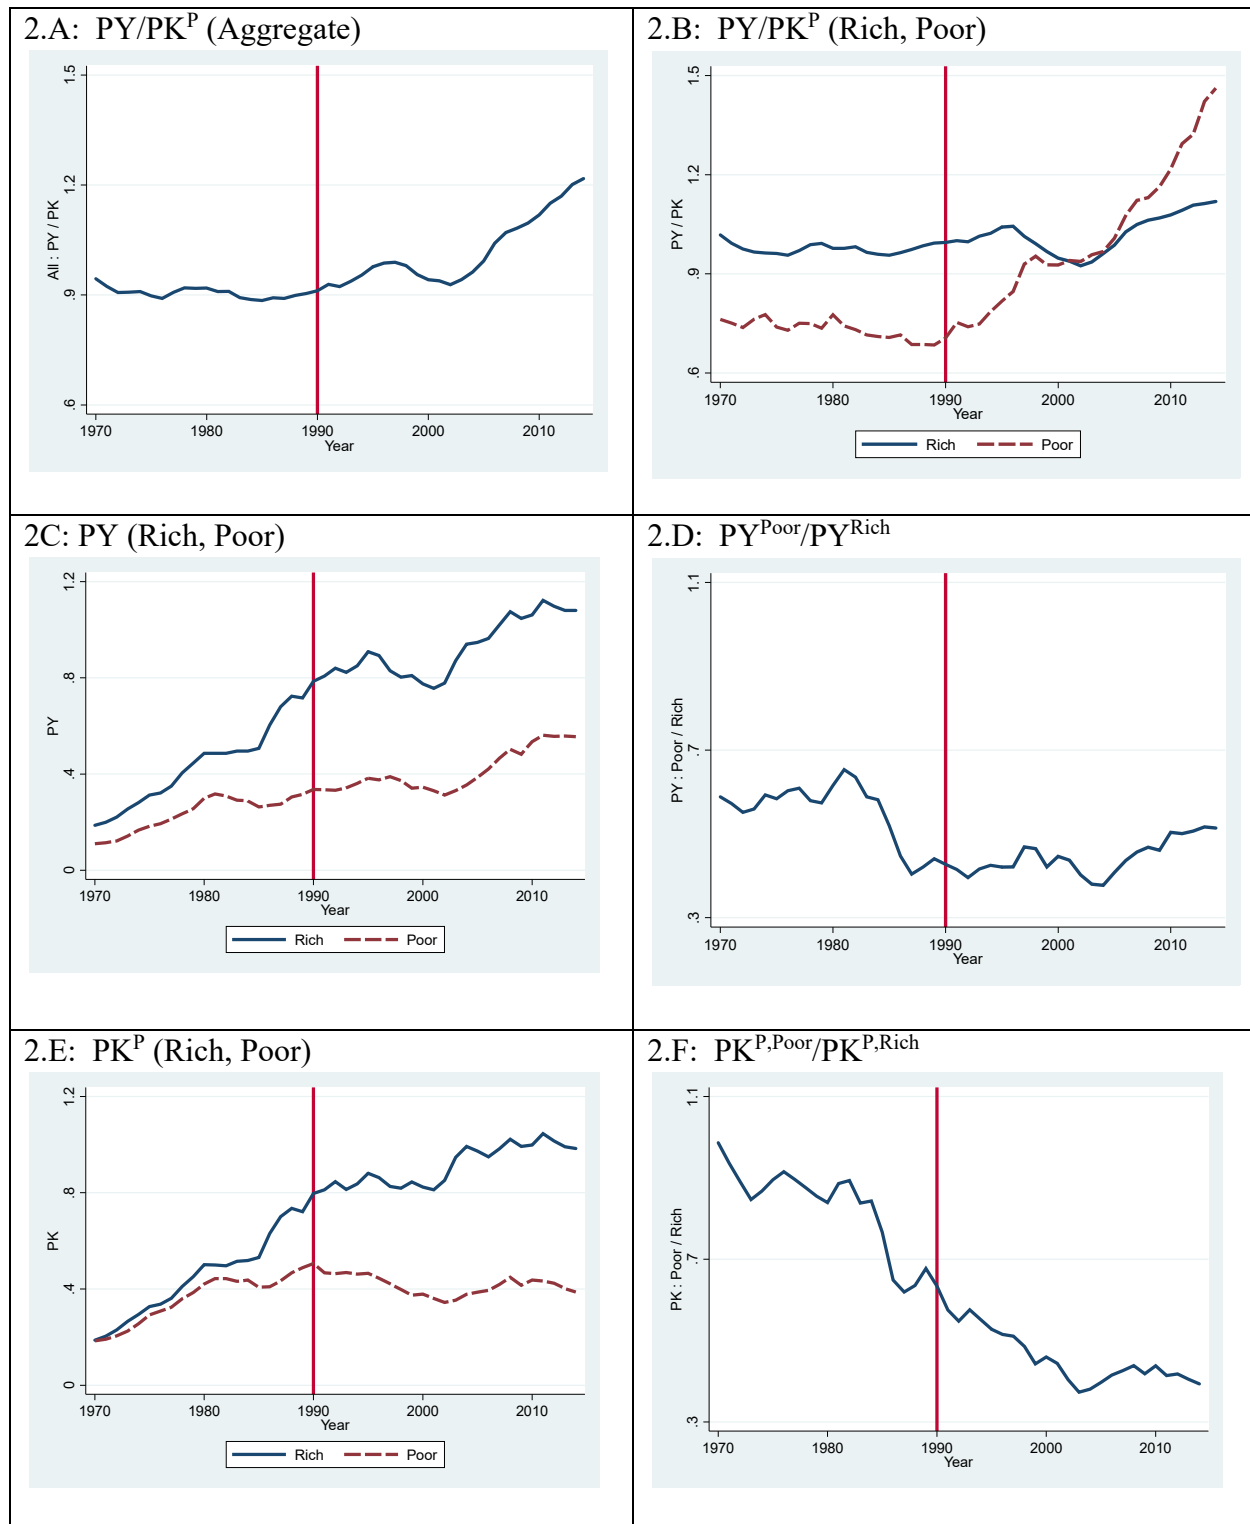 2.A: PY/PK^P (Aggregate)
1.5
1.2
.9
.6
All : PY / PK
1970 1980 1990 2000 2010
Year
2.B: PY/PK^P (Rich, Poor)
1.5
1.2
.9
.6
PY / PK
1970 1980 1990 2000 2010
Year
Rich Poor
2C: PY (Rich, Poor)
1.2
.8
.4
0
PY
1970 1980 1990 2000 2010
Year
Rich Poor
2.D: PY^Poor/PY^Rich
1.1
.7
.3
PY : Poor / Rich
1970 1980 1990 2000 2010
Year
2.E: PK^P (Rich, Poor)
1.2
.8
.4
0
PK
1970 1980 1990 2000 2010
Year
Rich Poor
2.F: PK^P,Poor/PK^P,Rich
1.1
.7
.3
PK : Poor / Rich
1970 1980 1990 2000 2010
Year